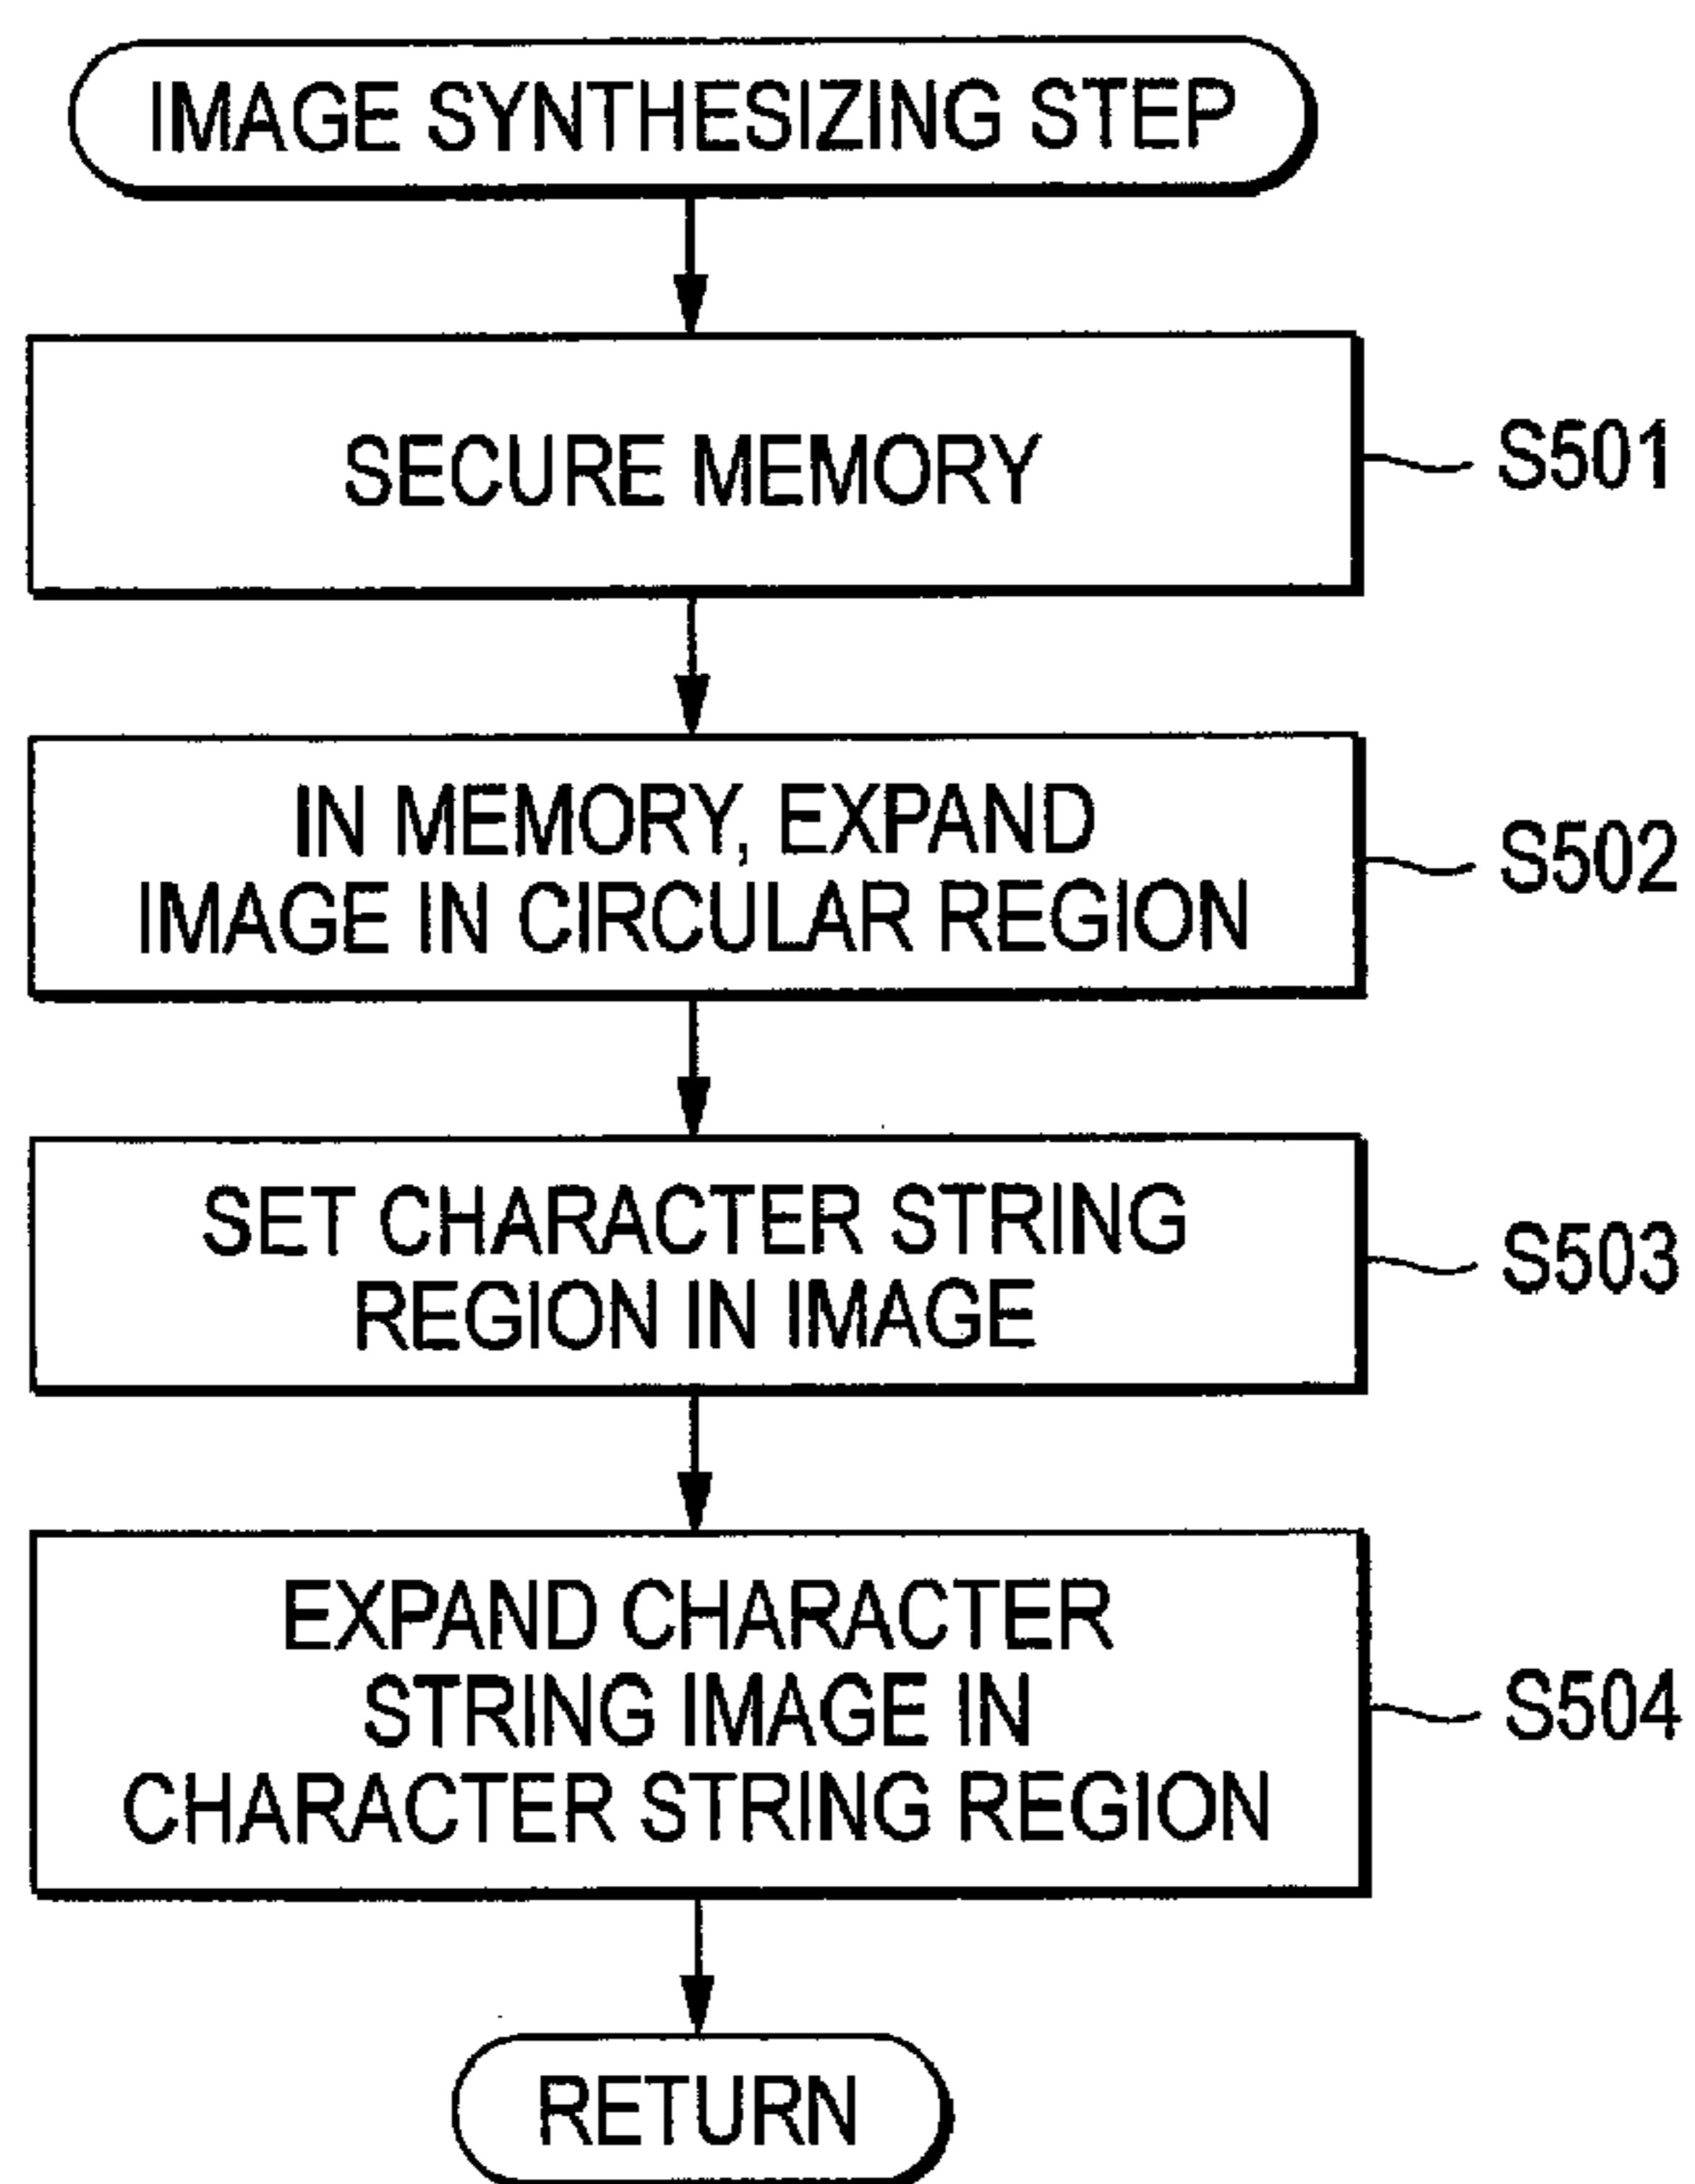 IMAGE SYNTHESIZING STEP
SECURE MEMORY
S501
IN MEMORY, EXPAND
IMAGE IN CIRCULAR REGION
S502
SET CHARACTER STRING
REGION IN IMAGE
S503
EXPAND CHARACTER
STRING IMAGE IN
CHARACTER STRING REGION
S504
RETURN